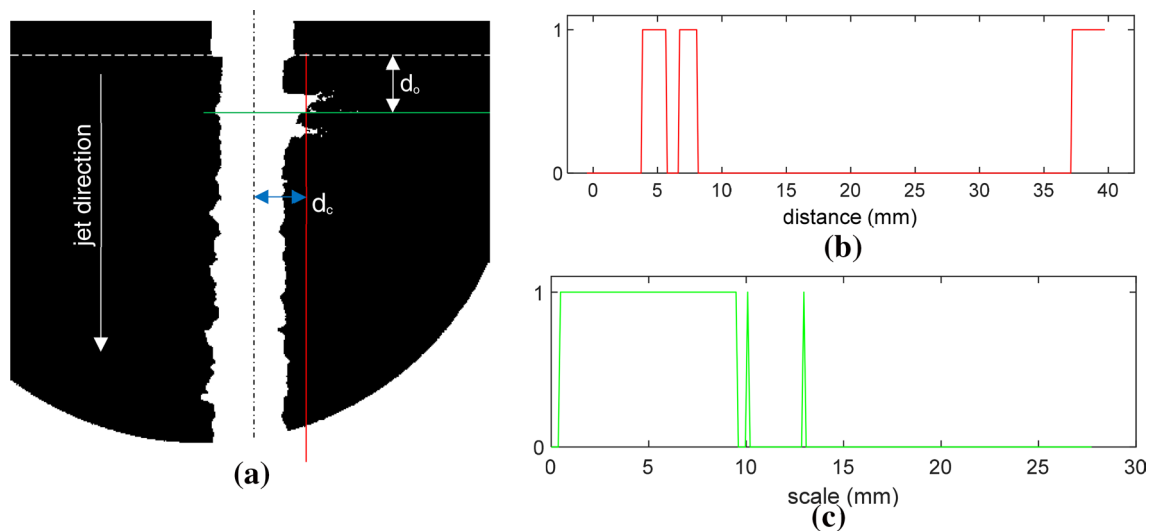 jet direction
dₒ
d꜀
(a)
1
0
0 5 10 15 20 25 30 35 40
distance (mm)
(b)
1
0
0 5 10 15 20 25 30
scale (mm)
(c)